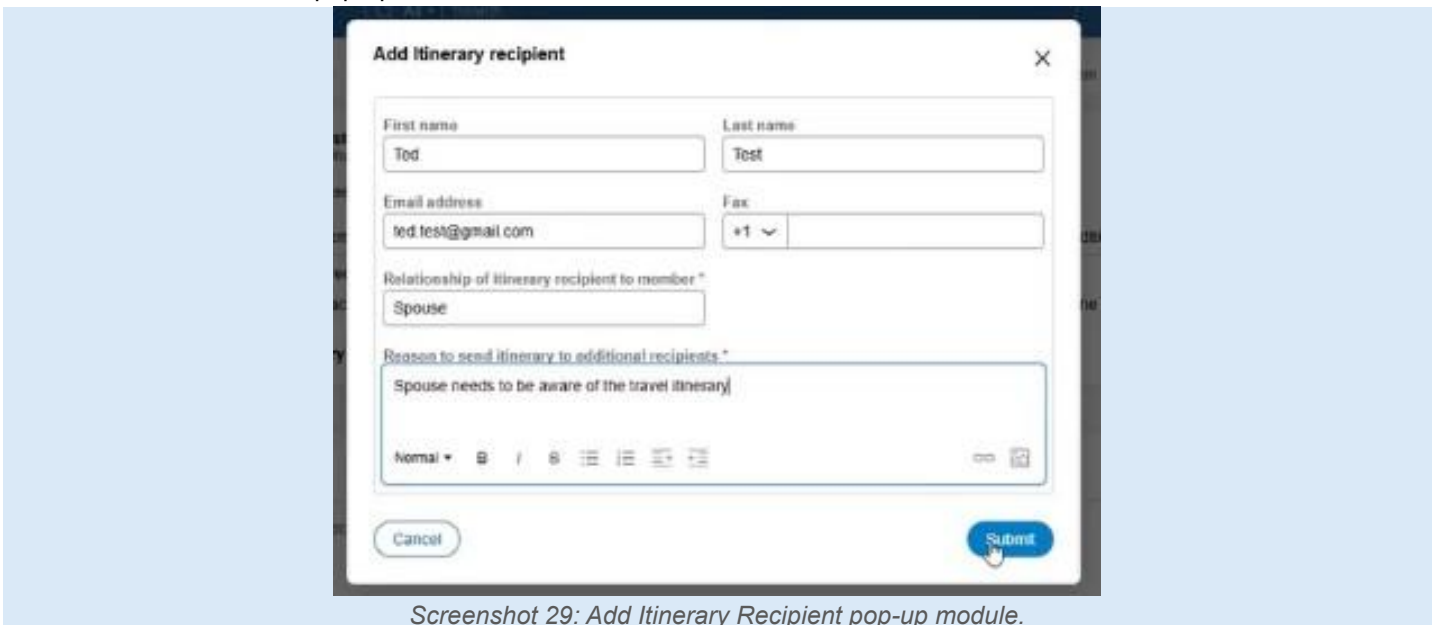 Add Itinerary recipient
First name
Last name
Ted
Test
Email address
Fax
ted.test@gmail.com
+1
Relationship of itinerary recipient to member *
Spouse
Reason to send itinerary to additional recipients *
Spouse needs to be aware of the travel itinerary
Normal
B I S
Cancel
Submit
Screenshot 29: Add Itinerary Recipient pop-up module.